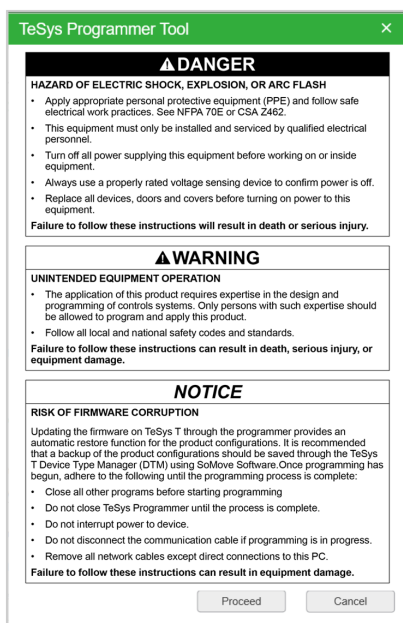 TeSys Programmer Tool ×
⚠DANGER
HAZARD OF ELECTRIC SHOCK, EXPLOSION, OR ARC FLASH
• Apply appropriate personal protective equipment (PPE) and follow safe
electrical work practices. See NFPA 70E or CSA Z462.
• This equipment must only be installed and serviced by qualified electrical
personnel.
• Turn off all power supplying this equipment before working on or inside
equipment.
• Always use a properly rated voltage sensing device to confirm power is off.
• Replace all devices, doors and covers before turning on power to this
equipment.
Failure to follow these instructions will result in death or serious injury.
⚠WARNING
UNINTENDED EQUIPMENT OPERATION
• The application of this product requires expertise in the design and
programming of controls systems. Only persons with such expertise should
be allowed to program and apply this product.
• Follow all local and national safety codes and standards.
Failure to follow these instructions can result in death, serious injury, or
equipment damage.
NOTICE
RISK OF FIRMWARE CORRUPTION
Updating the firmware on TeSys T through the programmer provides an
automatic restore function for the product configurations. It is recommended
that a backup of the product configurations should be saved through the TeSys
T Device Type Manager (DTM) using SoMove Software.Once programming has
begun, adhere to the following until the programming process is complete:
• Close all other programs before starting programming
• Do not close TeSys Programmer until the process is complete.
• Do not interrupt power to device.
• Do not disconnect the communication cable if programming is in progress.
• Remove all network cables except direct connections to this PC.
Failure to follow these instructions can result in equipment damage.
Proceed Cancel